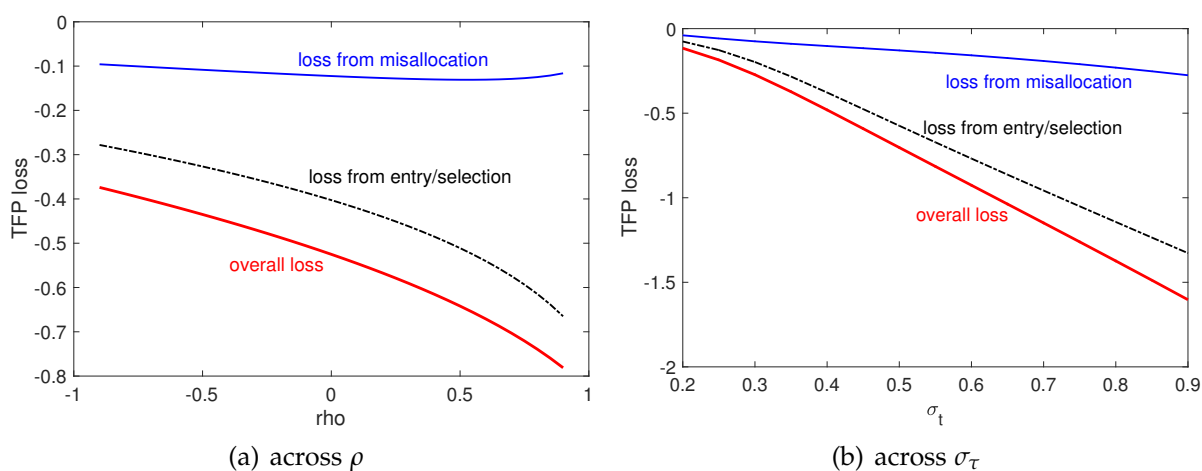 0
-0.1
-0.2
-0.3
-0.4
-0.5
-0.6
-0.7
-0.8
TFP loss
loss from misallocation
loss from entry/selection
overall loss
-1
-0.5
0
0.5
1
rho
(a) across ρ
0
-0.5
-1
-1.5
-2
TFP loss
loss from misallocation
loss from entry/selection
overall loss
0.2
0.3
0.4
0.5
0.6
0.7
0.8
0.9
σ_t
(b) across σ_τ